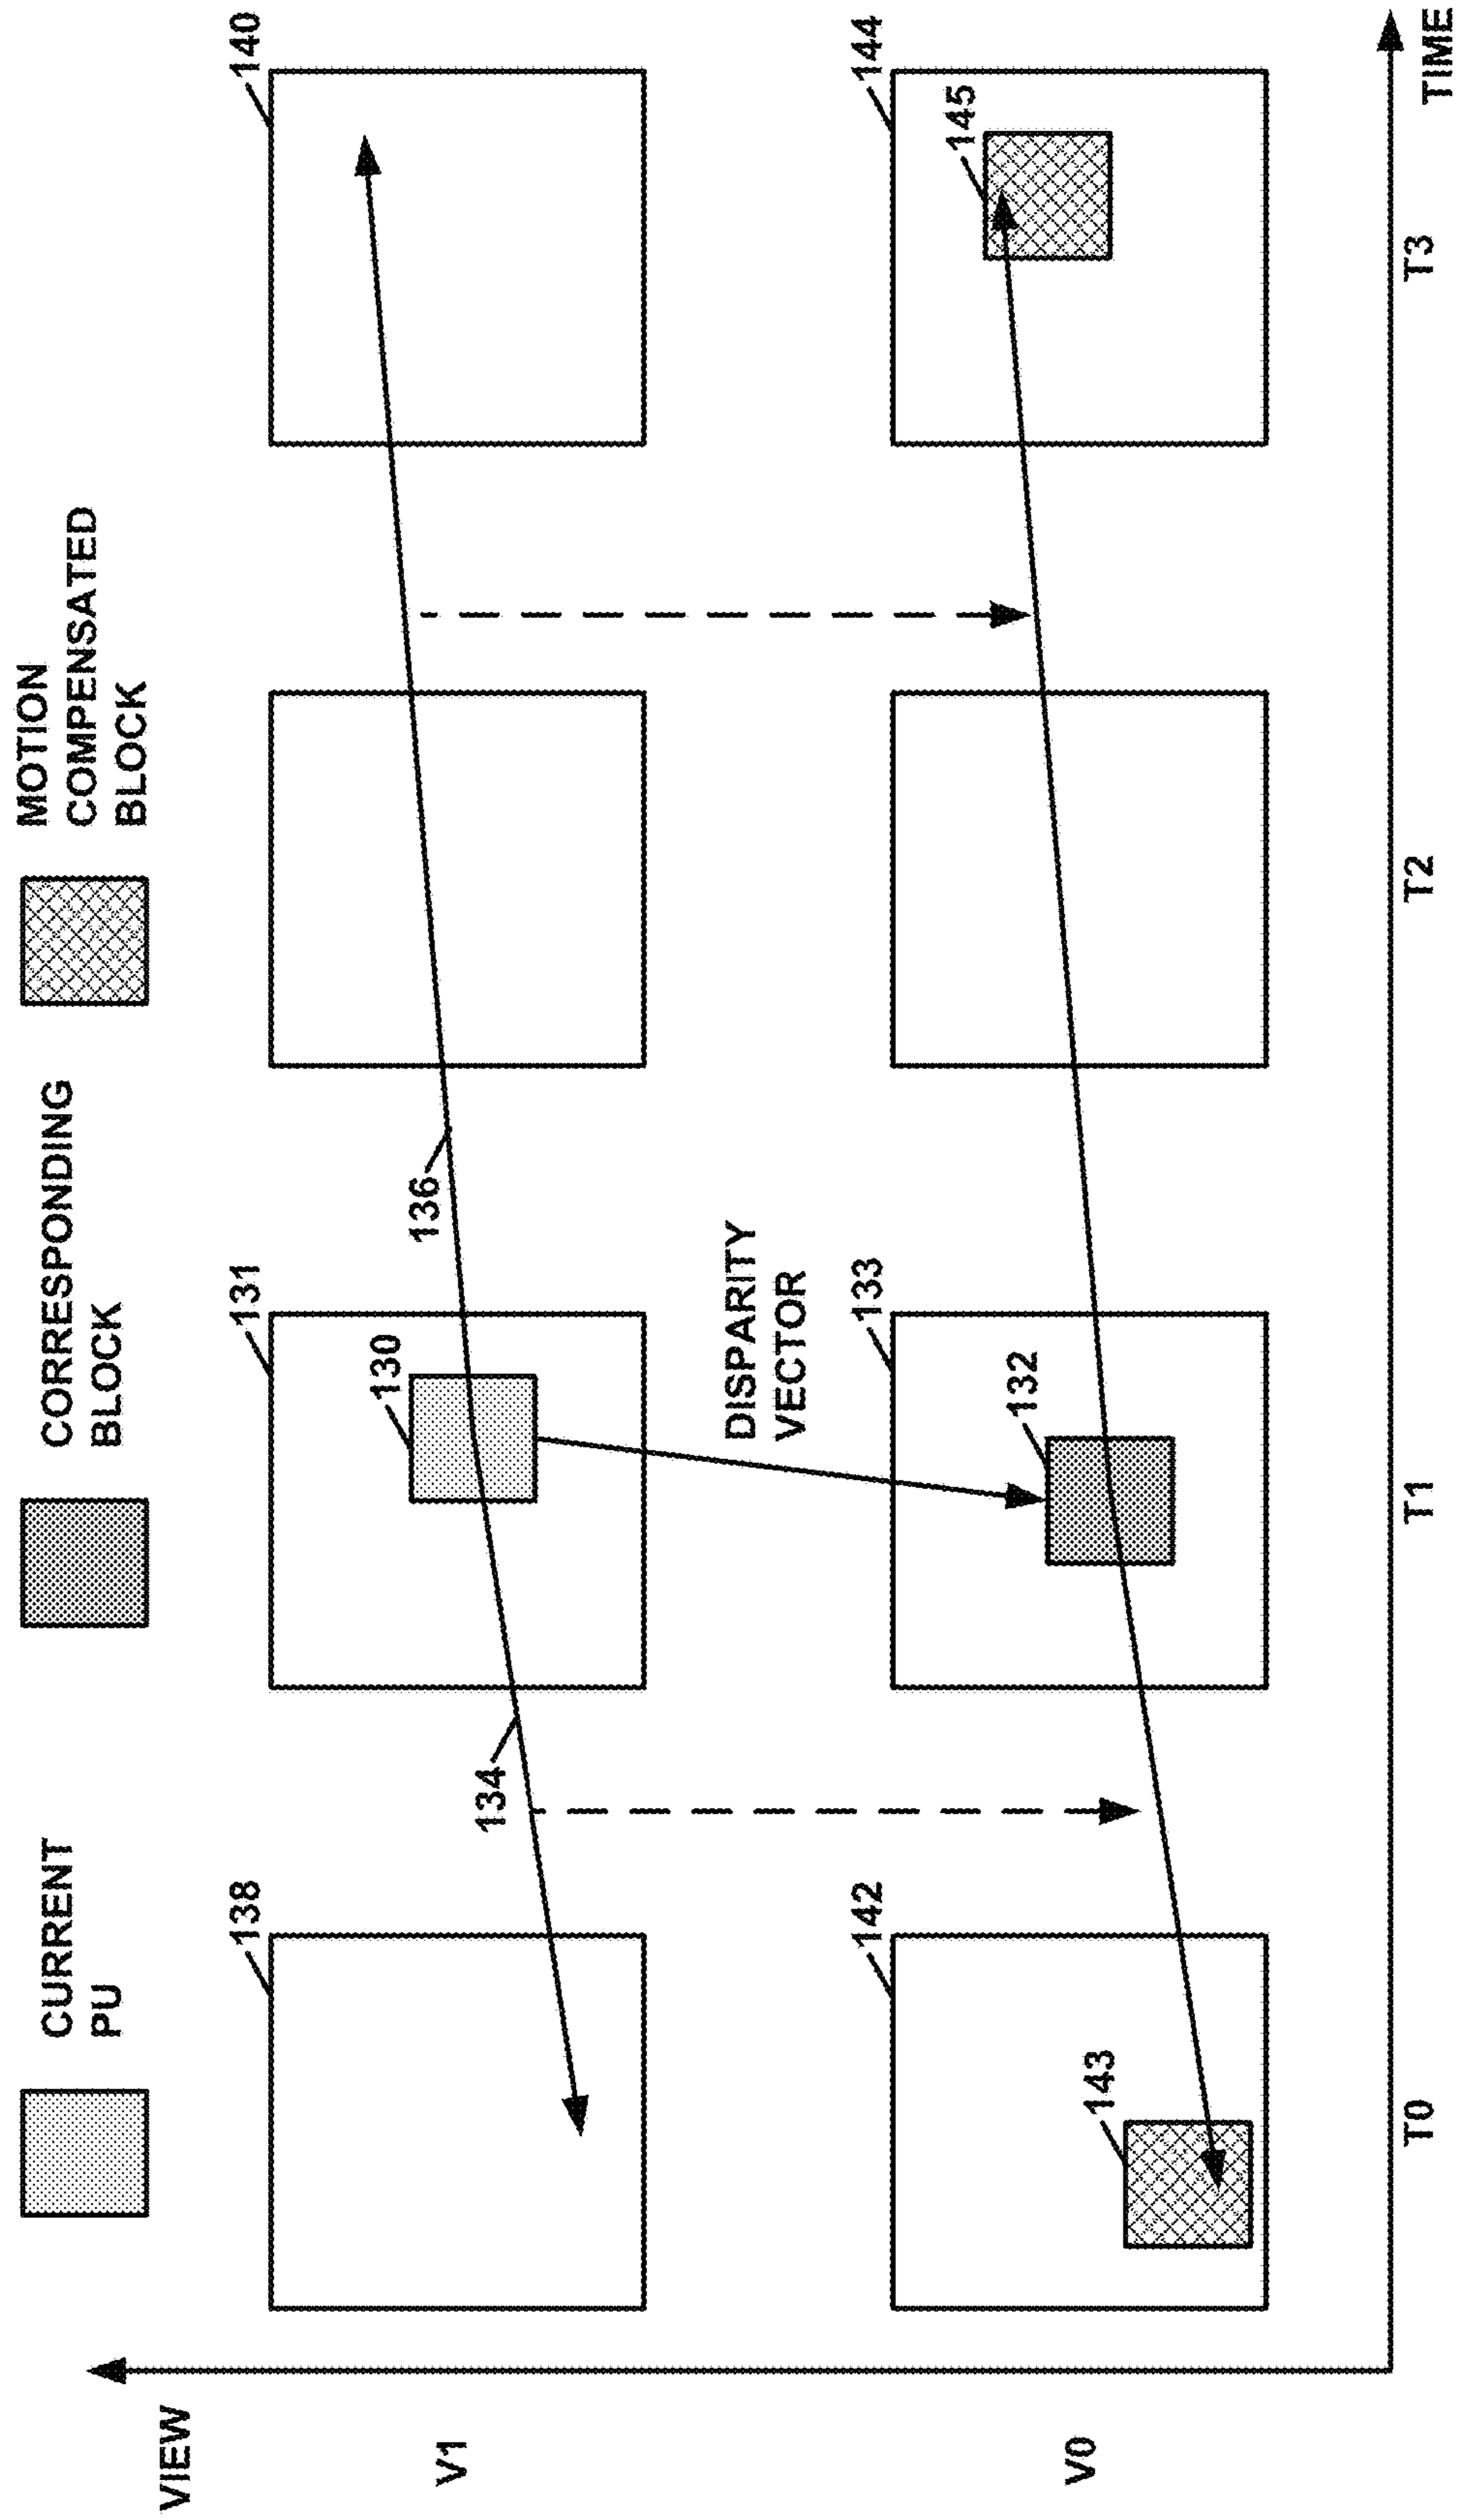 CURRENT
PU
CORRESPONDING
BLOCK
MOTION
COMPENSATED
BLOCK
VIEW
138
131
140
130
136
134
V1
DISPARITY
VECTOR
142
133
144
145
132
143
V0
T0
T1
T2
T3
TIME